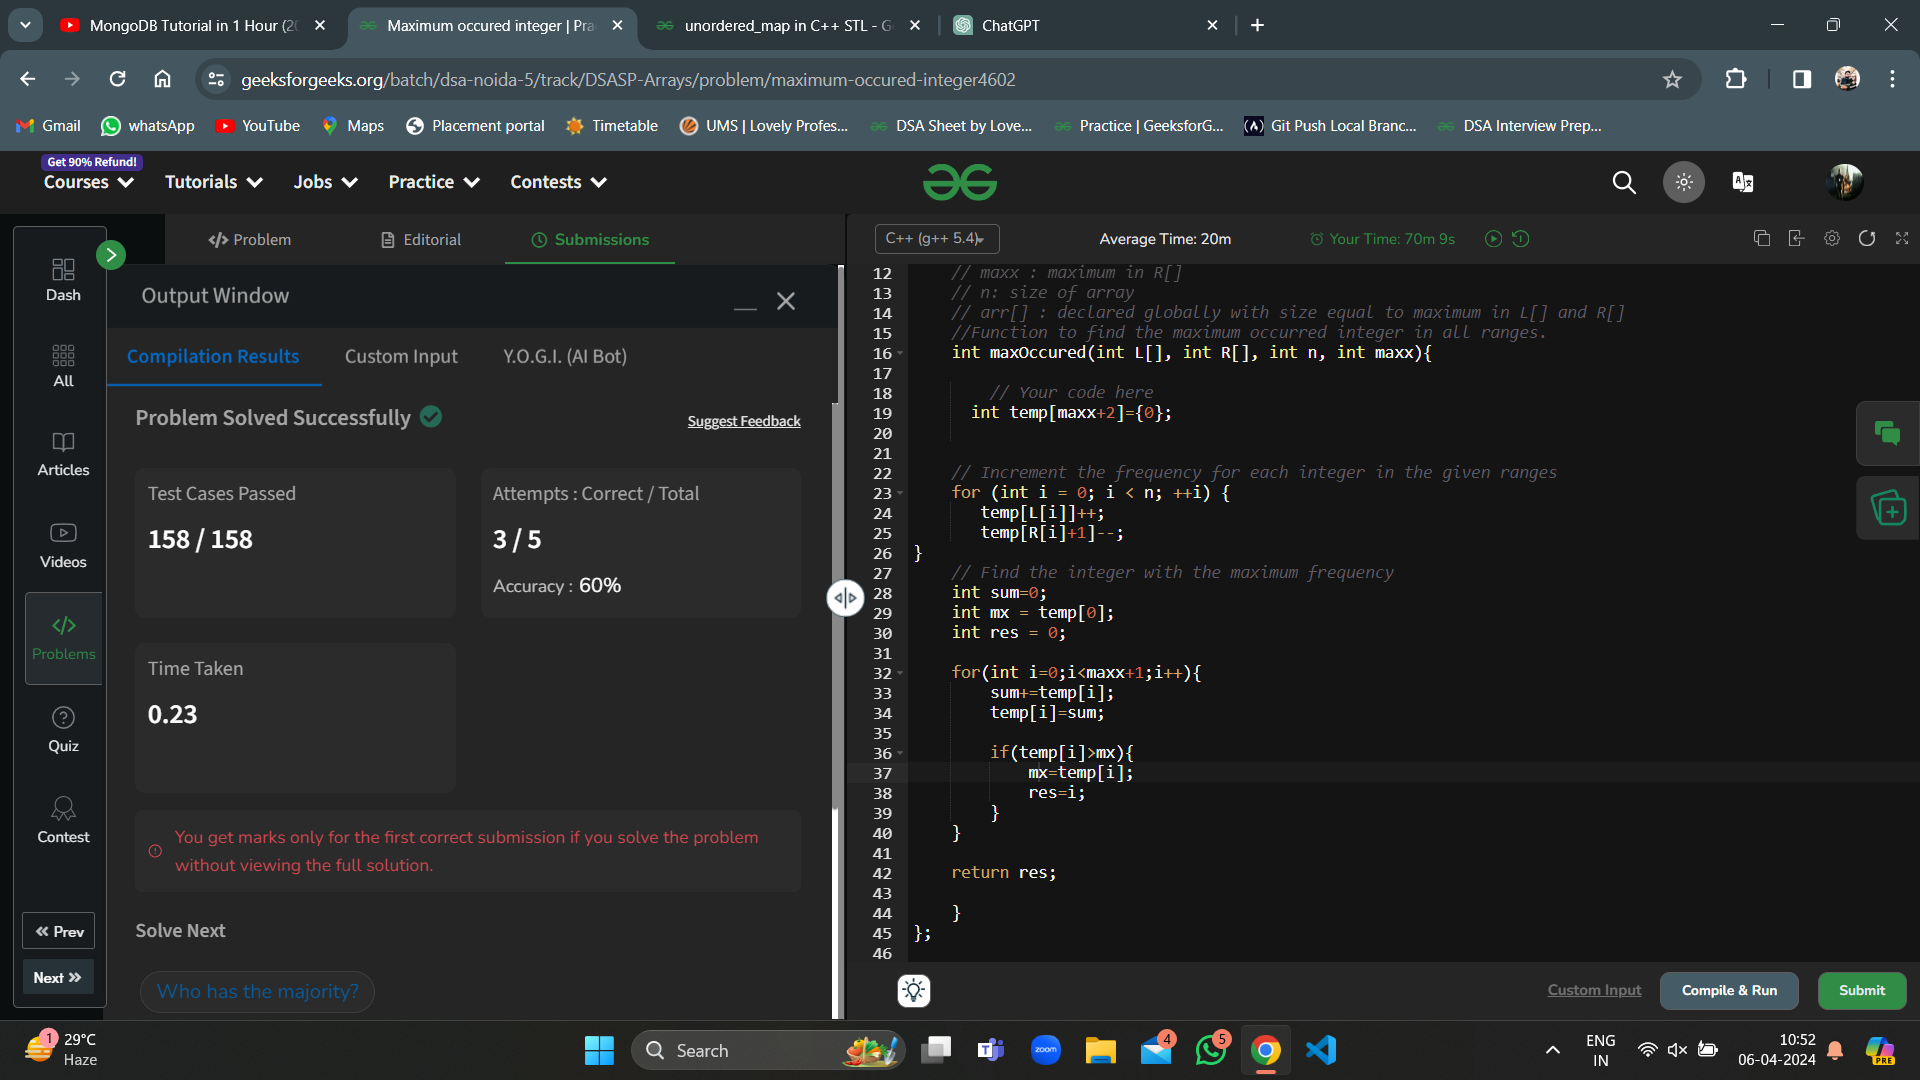 MongoDB Tutorial in 1 Hour (20
Maximum occured integer | Pra
unordered_map in C++ STL - G
ChatGPT
geeksforgeeks.org/batch/dsa-noida-5/track/DSASP-Arrays/problem/maximum-occured-integer4602
Gmail
whatsApp
YouTube
Maps
Placement portal
Timetable
UMS | Lovely Profes...
DSA Sheet by Love...
Practice | GeeksforG...
Git Push Local Branc...
DSA Interview Prep...
Get 90% Refund!
Courses
Tutorials
Jobs
Practice
Contests
Dash
All
Articles
Videos
Problems
Quiz
Contest
Prev
Next
Problem
Editorial
Submissions
Output Window
Compilation Results
Custom Input
Y.O.G.I. (AI Bot)
Problem Solved Successfully
Suggest Feedback
Test Cases Passed
158 / 158
Attempts : Correct / Total
3 / 5
Accuracy : 60%
Time Taken
0.23
You get marks only for the first correct submission if you solve the problem
without viewing the full solution.
Solve Next
Who has the majority?
C++ (g++ 5.4)
Average Time: 20m
Your Time: 70m 9s
12 // maxx : maximum in R[]
13 // n: size of array
14 // arr[] : declared globally with size equal to maximum in L[] and R[]
15 //Function to find the maximum occurred integer in all ranges.
16 int maxOccured(int L[], int R[], int n, int maxx){
17
18 // Your code here
19 int temp[maxx+2]={0};
20
21
22 // Increment the frequency for each integer in the given ranges
23 for (int i = 0; i < n; ++i) {
24 temp[L[i]]++;
25 temp[R[i]+1]--;
26 }
27 // Find the integer with the maximum frequency
28 int sum=0;
29 int mx = temp[0];
30 int res = 0;
31
32 for(int i=0;i<maxx+1;i++){
33 sum+=temp[i];
34 temp[i]=sum;
35
36 if(temp[i]>mx){
37 mx=temp[i];
38 res=i;
39 }
40 }
41
42 return res;
43
44 }
45 };
46
Custom Input
Compile & Run
Submit
1
29°C
Haze
Search
zoom
4
5
ENG
IN
10:52
06-04-2024
PRE